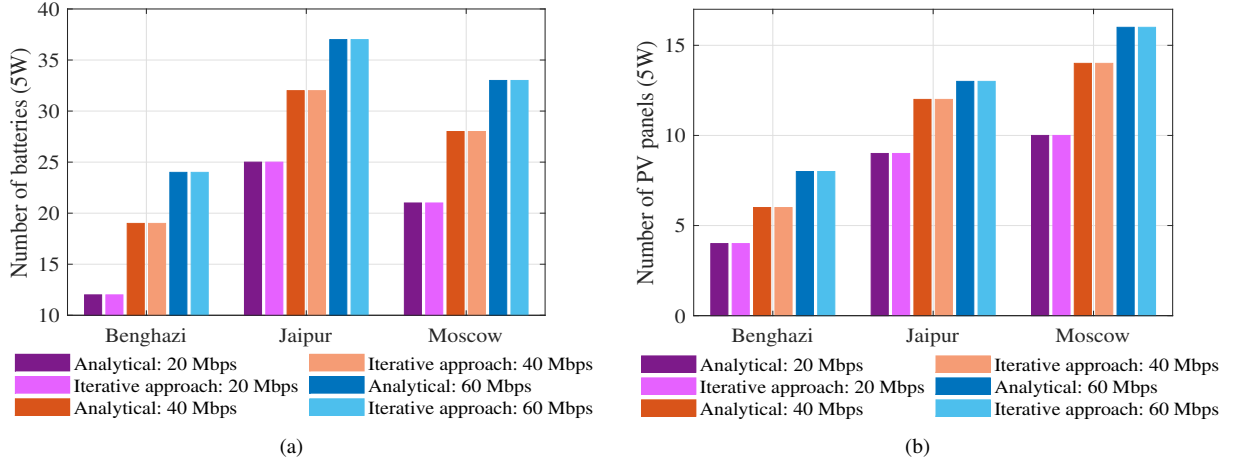 40
35
30
25
20
15
10
Number of batteries (5W)
Benghazi
Jaipur
Moscow
Analytical: 20 Mbps
Iterative approach: 20 Mbps
Analytical: 40 Mbps
Iterative approach: 40 Mbps
Analytical: 60 Mbps
Iterative approach: 60 Mbps
(a)
15
10
5
0
Number of PV panels (5W)
Benghazi
Jaipur
Moscow
Analytical: 20 Mbps
Iterative approach: 20 Mbps
Analytical: 40 Mbps
Iterative approach: 40 Mbps
Analytical: 60 Mbps
Iterative approach: 60 Mbps
(b)